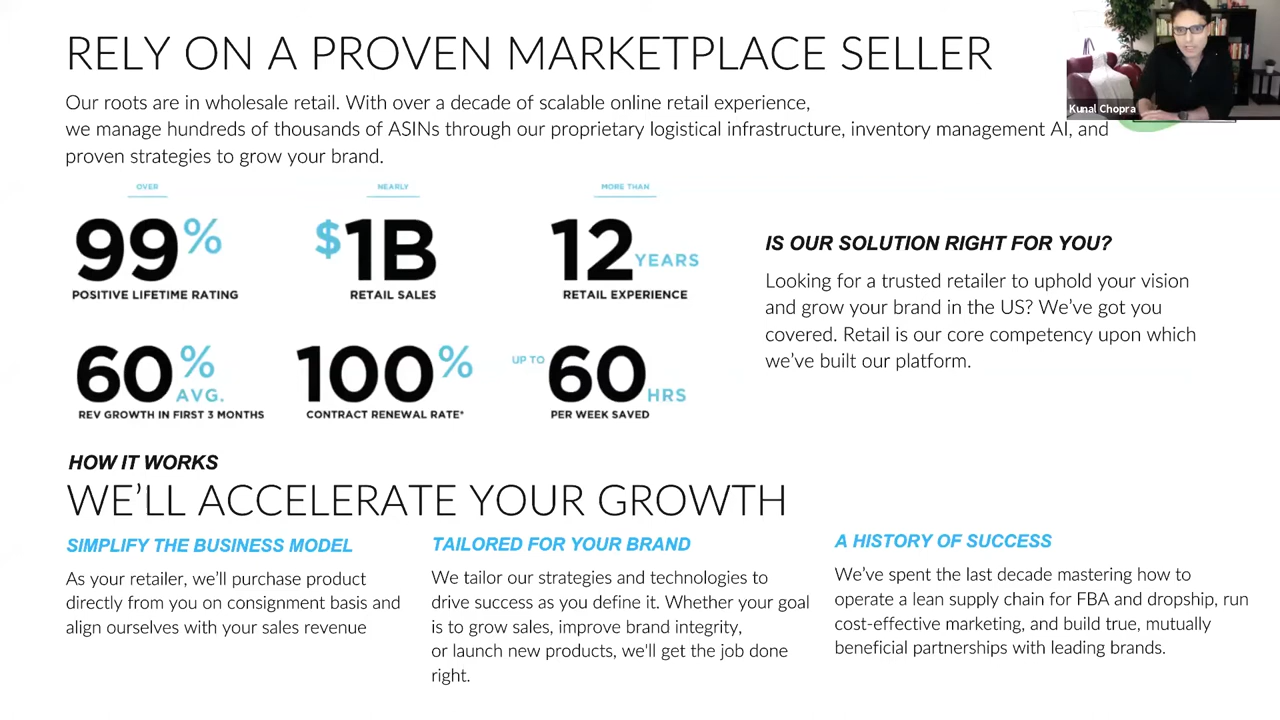 RELY ON A PROVEN MARKETPLACE SELLER
Our roots are in wholesale retail. With over a decade of scalable online retail experience,
we manage hundreds of thousands of ASINs through our proprietary logistical infrastructure, inventory management AI, and
proven strategies to grow your brand.
Kunal Chopra
OVER
99%
POSITIVE LIFETIME RATING
NEARLY
$1B
RETAIL SALES
MORE THAN
12 YEARS
RETAIL EXPERIENCE
60% AVG.
REV GROWTH IN FIRST 3 MONTHS
100%
CONTRACT RENEWAL RATE*
UP TO 60 HRS
PER WEEK SAVED
IS OUR SOLUTION RIGHT FOR YOU?
Looking for a trusted retailer to uphold your vision
and grow your brand in the US? We've got you
covered. Retail is our core competency upon which
we've built our platform.
HOW IT WORKS
WE'LL ACCELERATE YOUR GROWTH
SIMPLIFY THE BUSINESS MODEL
As your retailer, we'll purchase product
directly from you on consignment basis and
align ourselves with your sales revenue
TAILORED FOR YOUR BRAND
We tailor our strategies and technologies to
drive success as you define it. Whether your goal
is to grow sales, improve brand integrity,
or launch new products, we'll get the job done
right.
A HISTORY OF SUCCESS
We've spent the last decade mastering how to
operate a lean supply chain for FBA and dropship, run
cost-effective marketing, and build true, mutually
beneficial partnerships with leading brands.